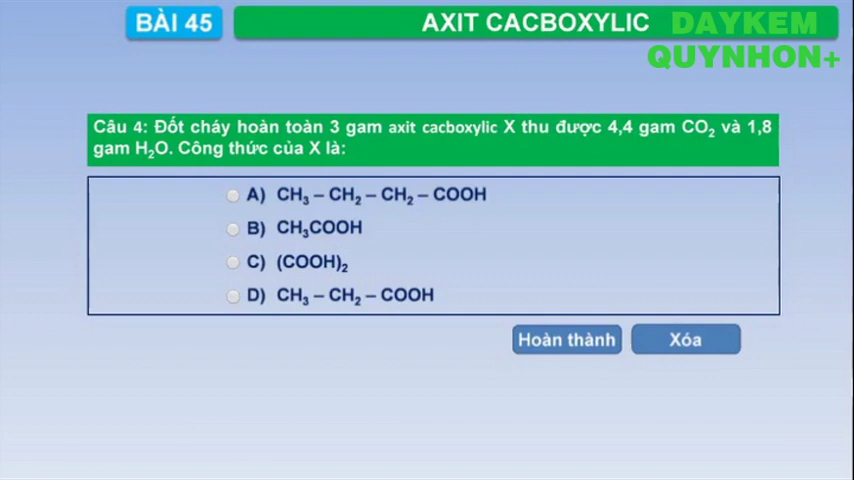 BÀI 45
AXIT CACBOXYLIC
DAYKEM
QUYNHON+
Câu 4: Đốt cháy hoàn toàn 3 gam axit cacboxylic X thu được 4,4 gam CO₂ và 1,8
gam H₂O. Công thức của X là:
A) CH₃ – CH₂ – CH₂ – COOH
B) CH₃COOH
C) (COOH)₂
D) CH₃ – CH₂ – COOH
Hoàn thành
Xóa